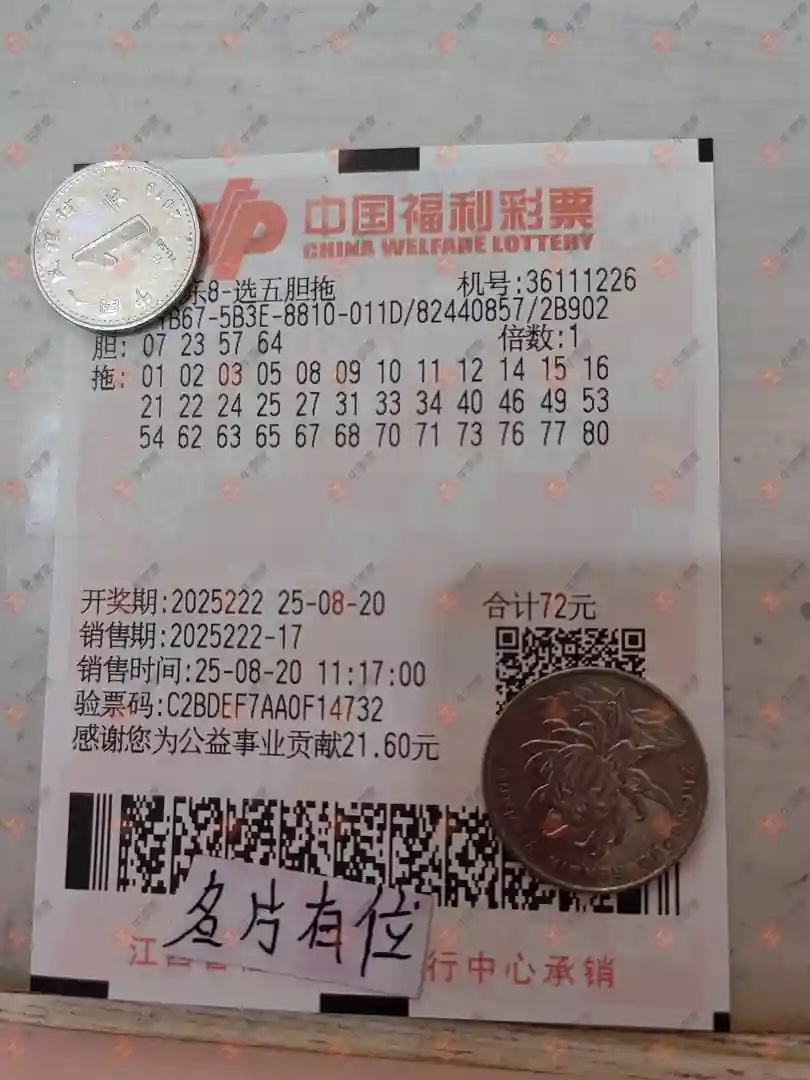 中国福利彩票
CHINA WELFARE LOTTERY
乐8-选五胆拖 机号:36111226
B67-5B3E-8810-011D/82440857/2B902
胆: 07 23 57 64 倍数:1
拖: 01 02 03 05 08 09 10 11 12 14 15 16
21 22 24 25 27 31 33 34 40 46 49 53
54 62 63 65 67 68 70 71 73 76 77 80
开奖期:2025222 25-08-20 合计72元
销售期:2025222-17
销售时间:25-08-20 11:17:00
验票码:C2BDEF7AA0F14732
感谢您为公益事业贡献21.60元
名片有位
江 行中心承销